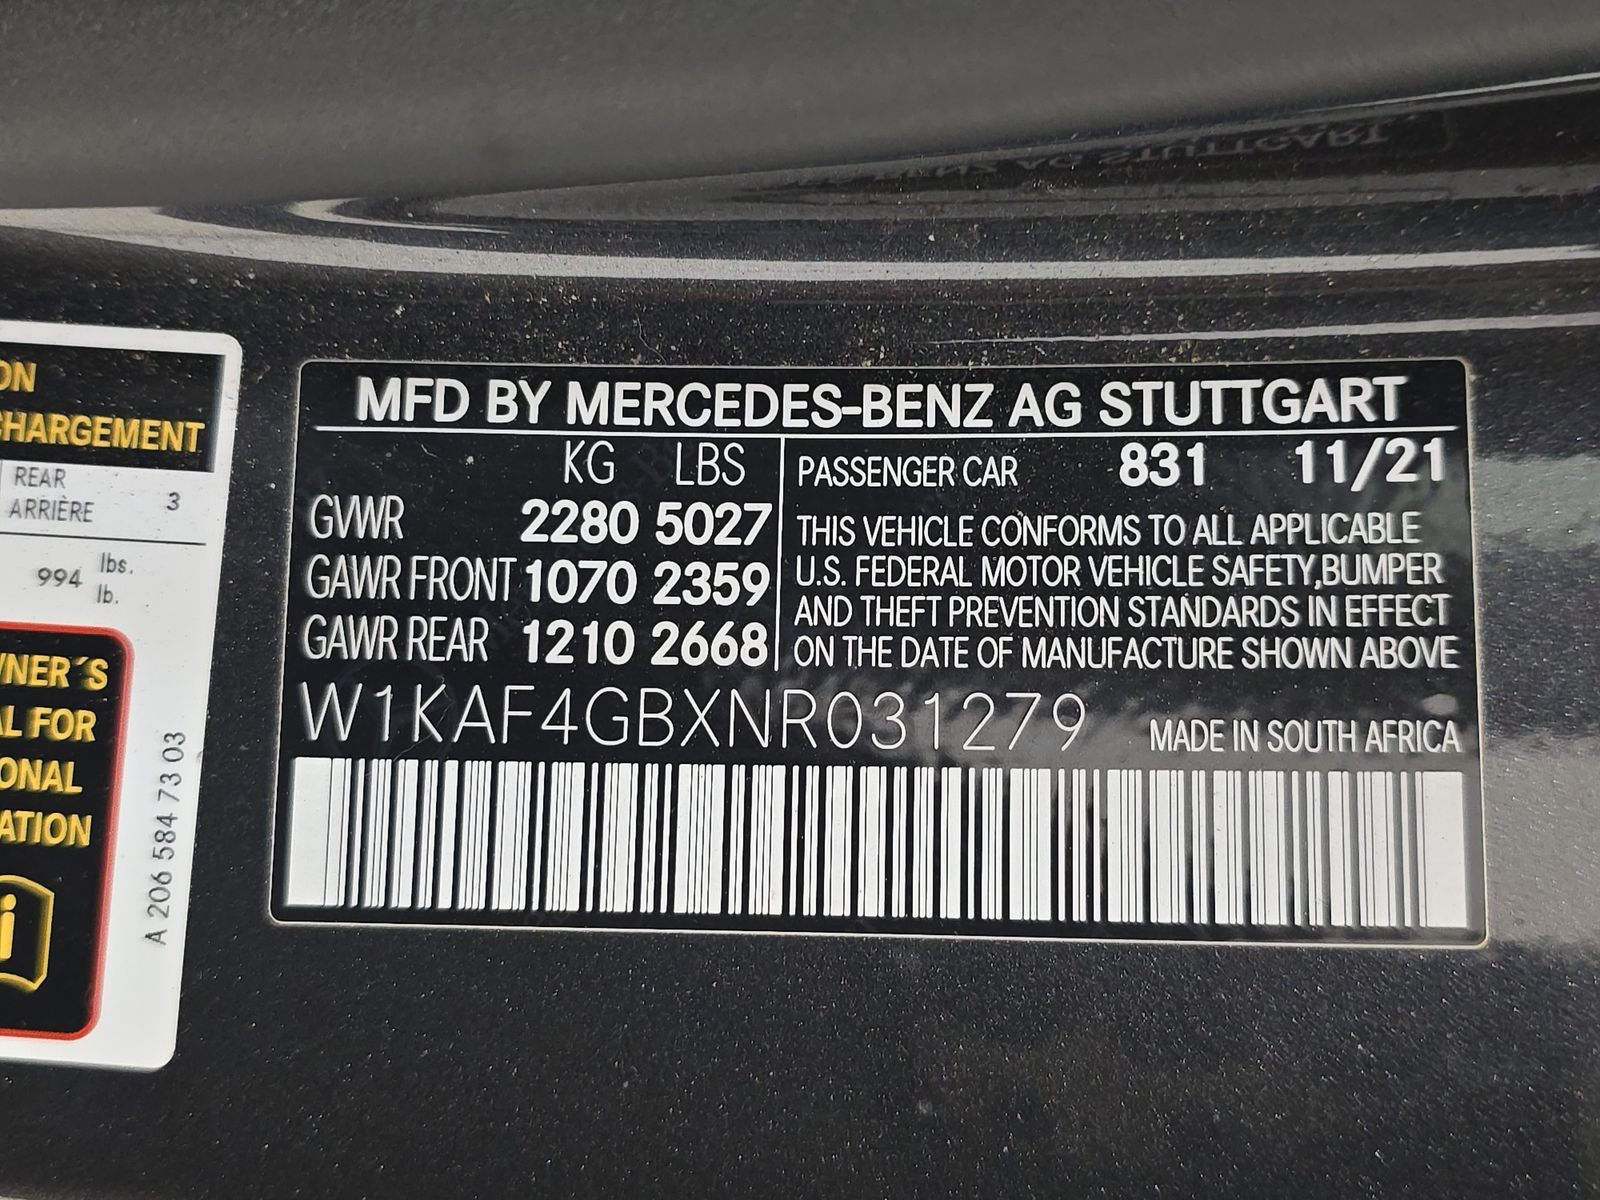 ON
CHARGEMENT
REAR
ARRIÈRE 3
994 lbs.
lb.
NER´S
AL FOR
ONAL
ATION
i
A 206 584 73 03
MFD BY MERCEDES-BENZ AG STUTTGART
KG LBS
GVWR 2280 5027
GAWR FRONT 1070 2359
GAWR REAR 1210 2668
PASSENGER CAR 831 11/21
THIS VEHICLE CONFORMS TO ALL APPLICABLE
U.S. FEDERAL MOTOR VEHICLE SAFETY,BUMPER
AND THEFT PREVENTION STANDARDS IN EFFECT
ON THE DATE OF MANUFACTURE SHOWN ABOVE
W1KAF4GBXNR031279
MADE IN SOUTH AFRICA